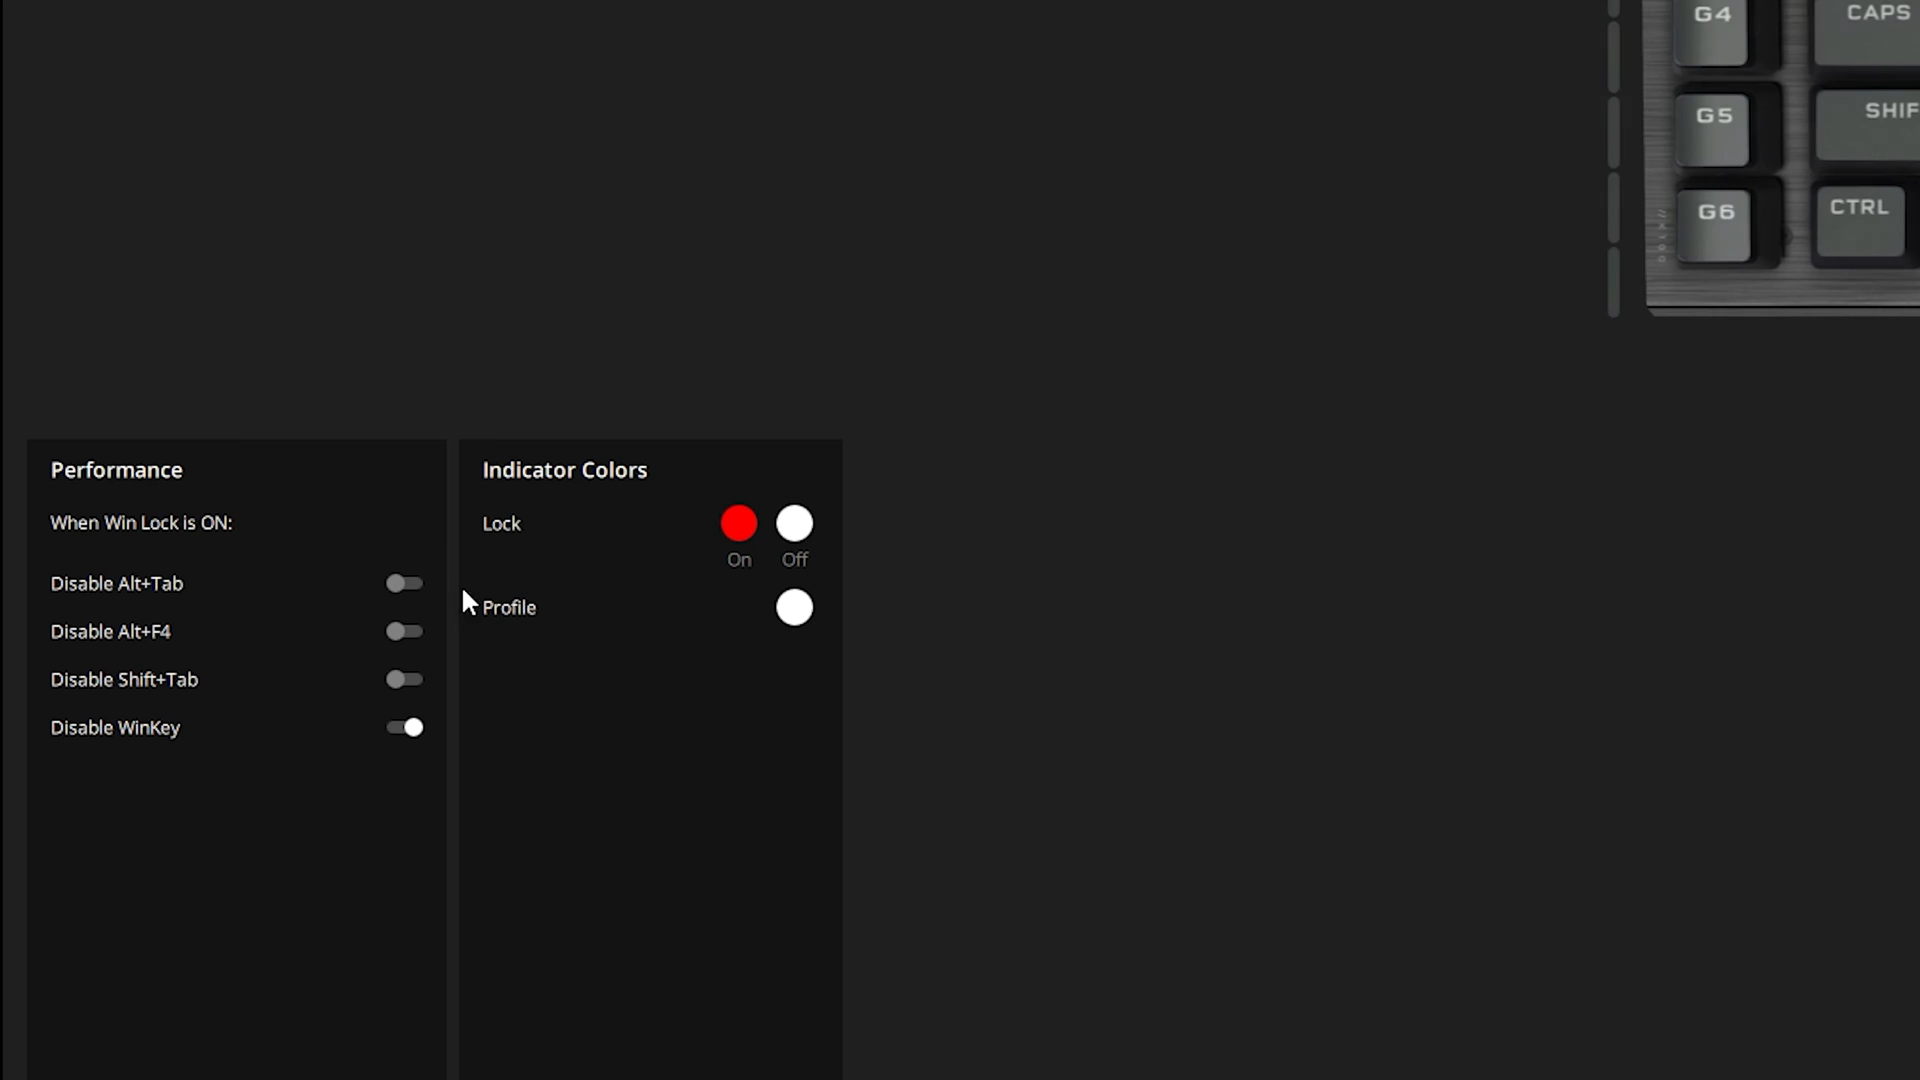 G4
CAPS
G5
SHIF
G6
CTRL
Performance
When Win Lock is ON:
Disable Alt+Tab
Disable Alt+F4
Disable Shift+Tab
Disable WinKey
Indicator Colors
Lock
On
Off
Profile